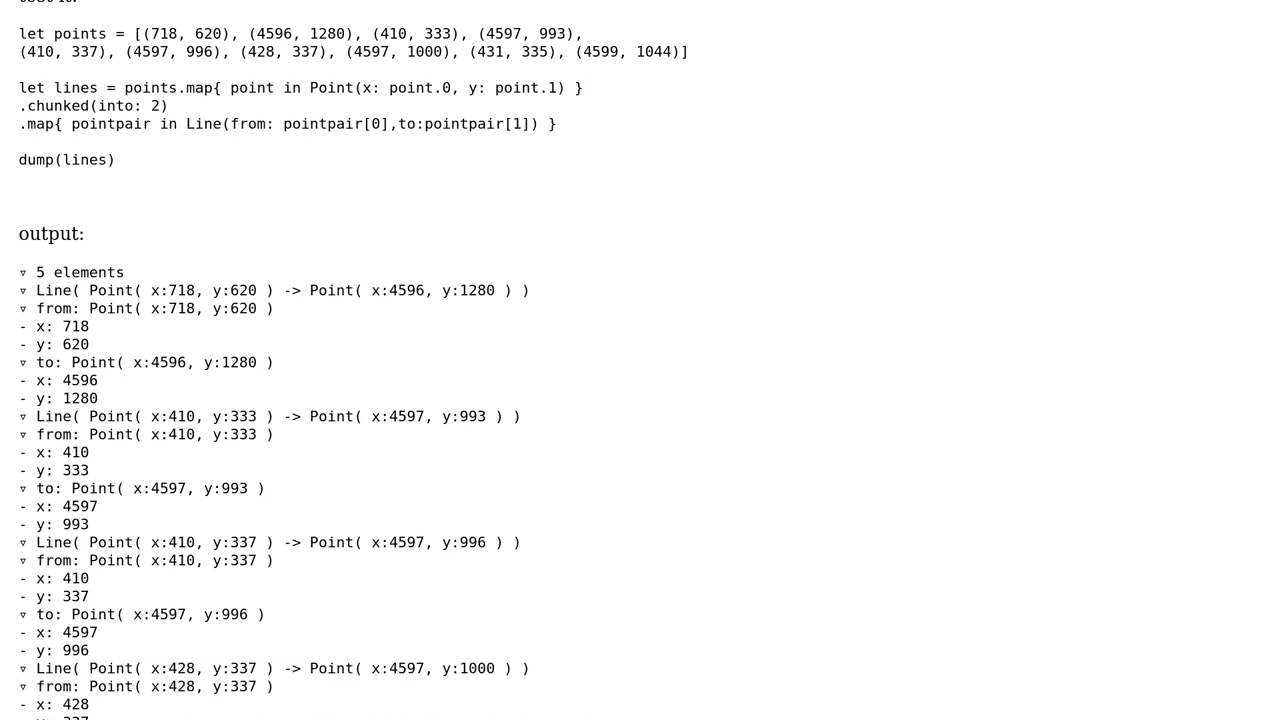 let points = [(718, 620), (4596, 1280), (410, 333), (4597, 993),
(410, 337), (4597, 996), (428, 337), (4597, 1000), (431, 335), (4599, 1044)]
let lines = points.map{ point in Point(x: point.0, y: point.1) }
.chunked(into: 2)
.map{ pointpair in Line(from: pointpair[0],to:pointpair[1]) }
dump(lines)
output:
▿ 5 elements
▿ Line( Point( x:718, y:620 ) -> Point( x:4596, y:1280 ) )
▿ from: Point( x:718, y:620 )
- x: 718
- y: 620
▿ to: Point( x:4596, y:1280 )
- x: 4596
- y: 1280
▿ Line( Point( x:410, y:333 ) -> Point( x:4597, y:993 ) )
▿ from: Point( x:410, y:333 )
- x: 410
- y: 333
▿ to: Point( x:4597, y:993 )
- x: 4597
- y: 993
▿ Line( Point( x:410, y:337 ) -> Point( x:4597, y:996 ) )
▿ from: Point( x:410, y:337 )
- x: 410
- y: 337
▿ to: Point( x:4597, y:996 )
- x: 4597
- y: 996
▿ Line( Point( x:428, y:337 ) -> Point( x:4597, y:1000 ) )
▿ from: Point( x:428, y:337 )
- x: 428